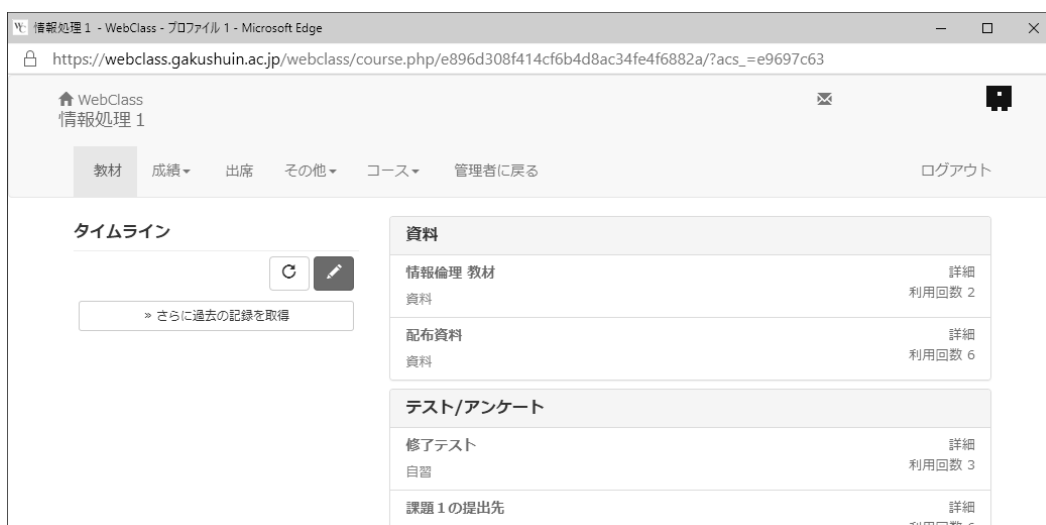 情報処理１ - WebClass - プロファイル 1 - Microsoft Edge
https://webclass.gakushuin.ac.jp/webclass/course.php/e896d308f414cf6b4d8ac34fe4f6882a/?acs_=e9697c63
WebClass
情報処理１
教材 成績 出席 その他 コース 管理者に戻る ログアウト
タイムライン
» さらに過去の記録を取得
資料
情報倫理 教材 詳細
資料 利用回数 2
配布資料 詳細
資料 利用回数 6
テスト/アンケート
修了テスト 詳細
自習 利用回数 3
課題１の提出先 詳細